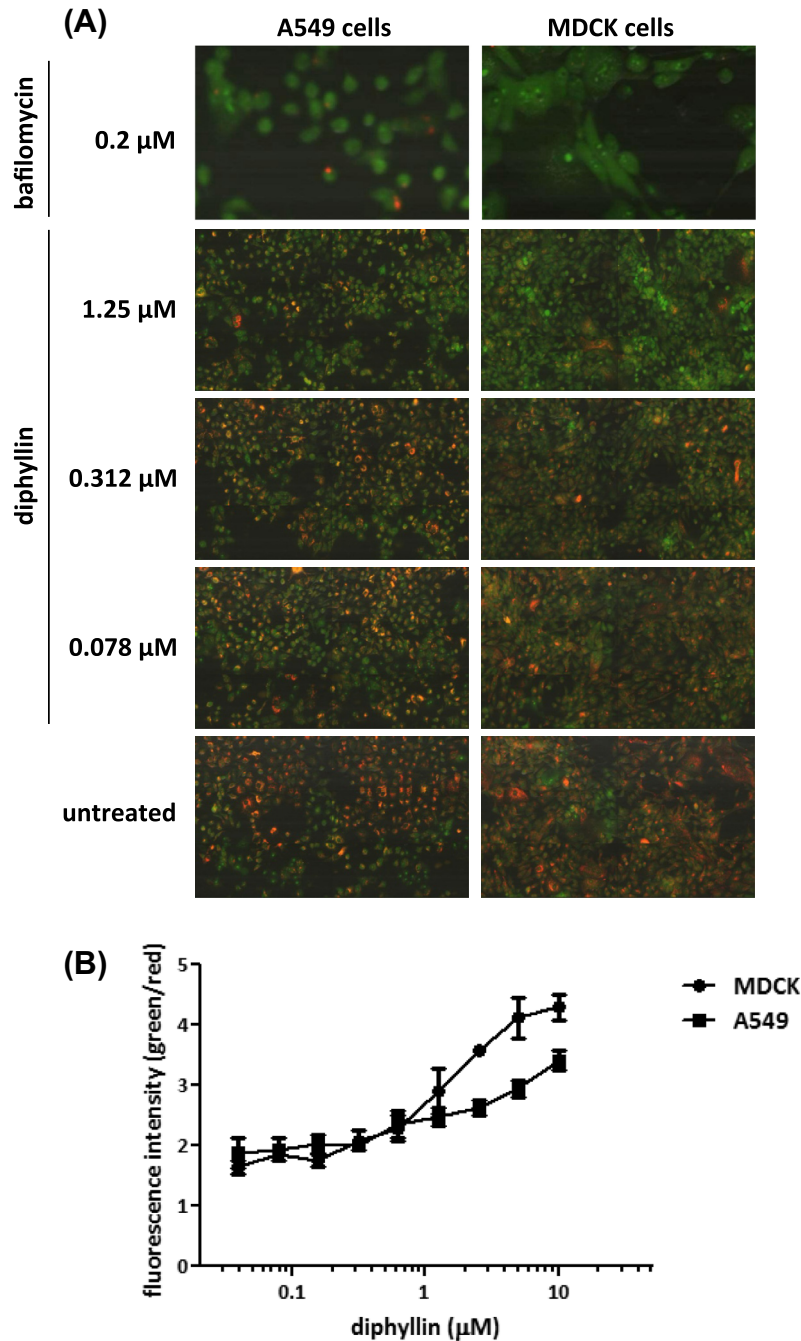 (A)
A549 cells
MDCK cells
bafilomycin
0.2 µM
diphyllin
1.25 µM
0.312 µM
0.078 µM
untreated
(B)
fluorescence intensity (green/red)
5
4
3
2
1
0
0.1
1
10
diphyllin (µM)
MDCK
A549